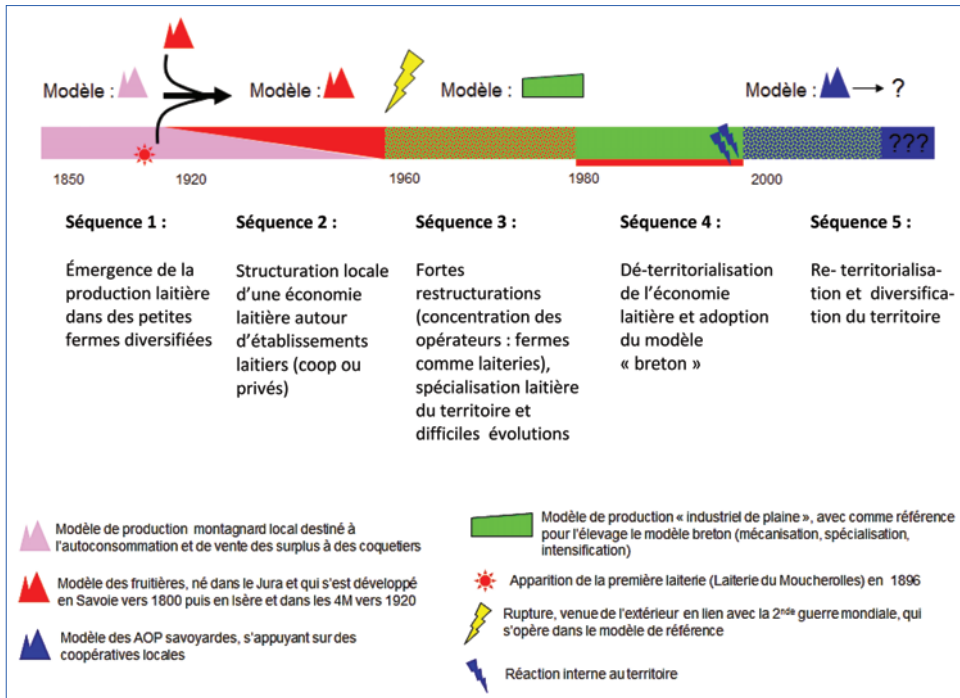 Modèle :
Modèle :
Modèle :
Modèle : ?
???
1850
1920
1960
1980
2000
Séquence 1 :
Émergence de la
production laitière
dans des petites
fermes diversifiées
Séquence 2 :
Structuration locale
d’une économie
laitière autour
d’établissements
laitiers (coop ou
privés)
Séquence 3 :
Fortes
restructurations
(concentration des
opérateurs : fermes
comme laiteries),
spécialisation laitière
du territoire et
difficiles évolutions
Séquence 4 :
Dé-territorialisation
de l’économie
laitière et adoption
du modèle
« breton »
Séquence 5 :
Re- territorialisa-
tion et diversifica-
tion du territoire
Modèle de production montagnard local destiné à
l’autoconsommation et de vente des surplus à des coquetiers
Modèle des fruitières, né dans le Jura et qui s’est développé
en Savoie vers 1800 puis en Isère et dans les 4M vers 1920
Modèle des AOP savoyardes, s’appuyant sur des
coopératives locales
Modèle de production « industriel de plaine », avec comme référence
pour l’élevage le modèle breton (mécanisation, spécialisation,
intensification)
Apparition de la première laiterie (Laiterie du Moucherolles) en 1896
Rupture, venue de l’extérieur en lien avec la 2nde guerre mondiale, qui
s’opère dans le modèle de référence
Réaction interne au territoire